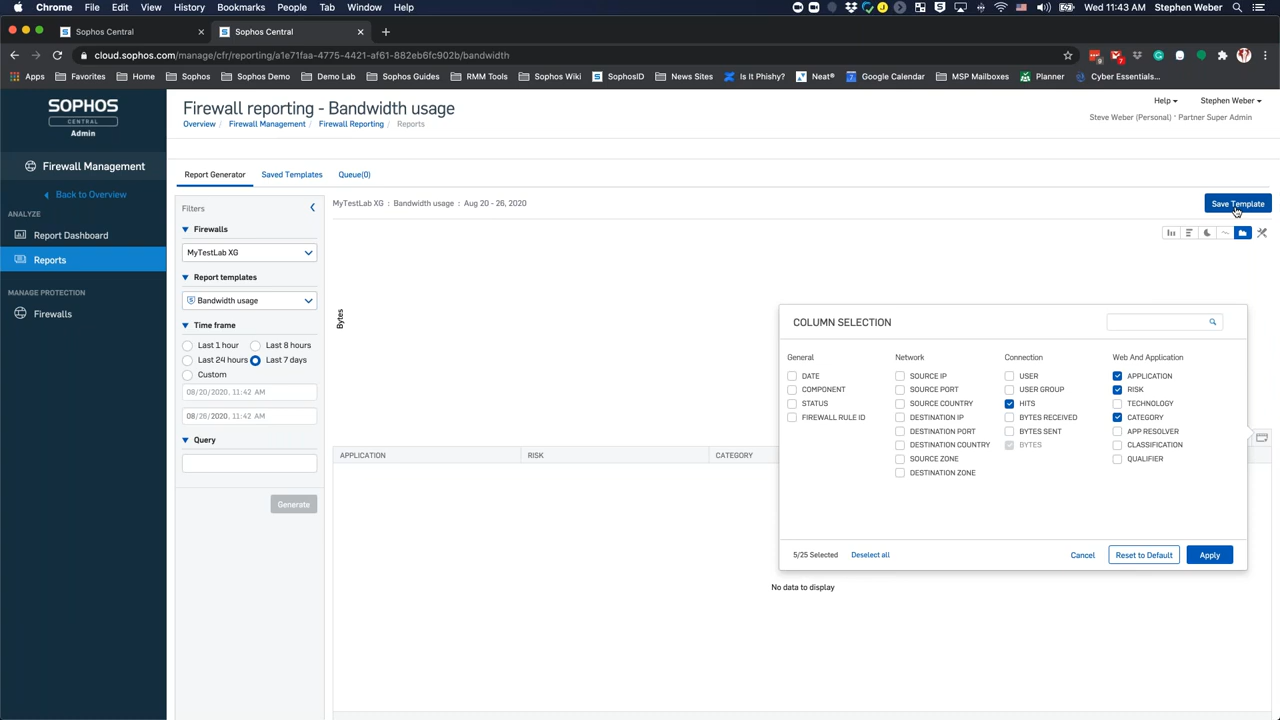 Chrome File Edit View History Bookmarks People Tab Window Help
Wed 11:43 AM Stephen Weber
Sophos Central
Sophos Central
cloud.sophos.com/manage/cfr/reporting/a1e71faa-4775-4421-af61-882eb6fc902b/bandwidth
Apps Favorites Home Sophos Sophos Demo Demo Lab Sophos Guides RMM Tools Sophos Wiki SophosID News Sites Is It Phishy? Neat® Google Calendar MSP Mailboxes Planner Cyber Essentials...
SOPHOS
CENTRAL
Admin
Firewall Management
Back to Overview
ANALYZE
Report Dashboard
Reports
MANAGE PROTECTION
Firewalls
Firewall reporting - Bandwidth usage
Overview / Firewall Management / Firewall Reporting / Reports
Help
Stephen Weber
Steve Weber (Personal) · Partner Super Admin
Report Generator
Saved Templates
Queue(0)
Filters
Firewalls
MyTestLab XG
Report templates
Bandwidth usage
Time frame
Last 1 hour
Last 8 hours
Last 24 hours
Last 7 days
Custom
08/20/2020, 11:42 AM
08/26/2020, 11:42 AM
Query
Generate
MyTestLab XG : Bandwidth usage : Aug 20 - 26, 2020
Save Template
Bytes
COLUMN SELECTION
General
DATE
COMPONENT
STATUS
FIREWALL RULE ID
Network
SOURCE IP
SOURCE PORT
SOURCE COUNTRY
DESTINATION IP
DESTINATION PORT
DESTINATION COUNTRY
SOURCE ZONE
DESTINATION ZONE
Connection
USER
USER GROUP
HITS
BYTES RECEIVED
BYTES SENT
BYTES
Web And Application
APPLICATION
RISK
TECHNOLOGY
CATEGORY
APP RESOLVER
CLASSIFICATION
QUALIFIER
5/25 Selected
Deselect all
Cancel
Reset to Default
Apply
APPLICATION
RISK
CATEGORY
No data to display